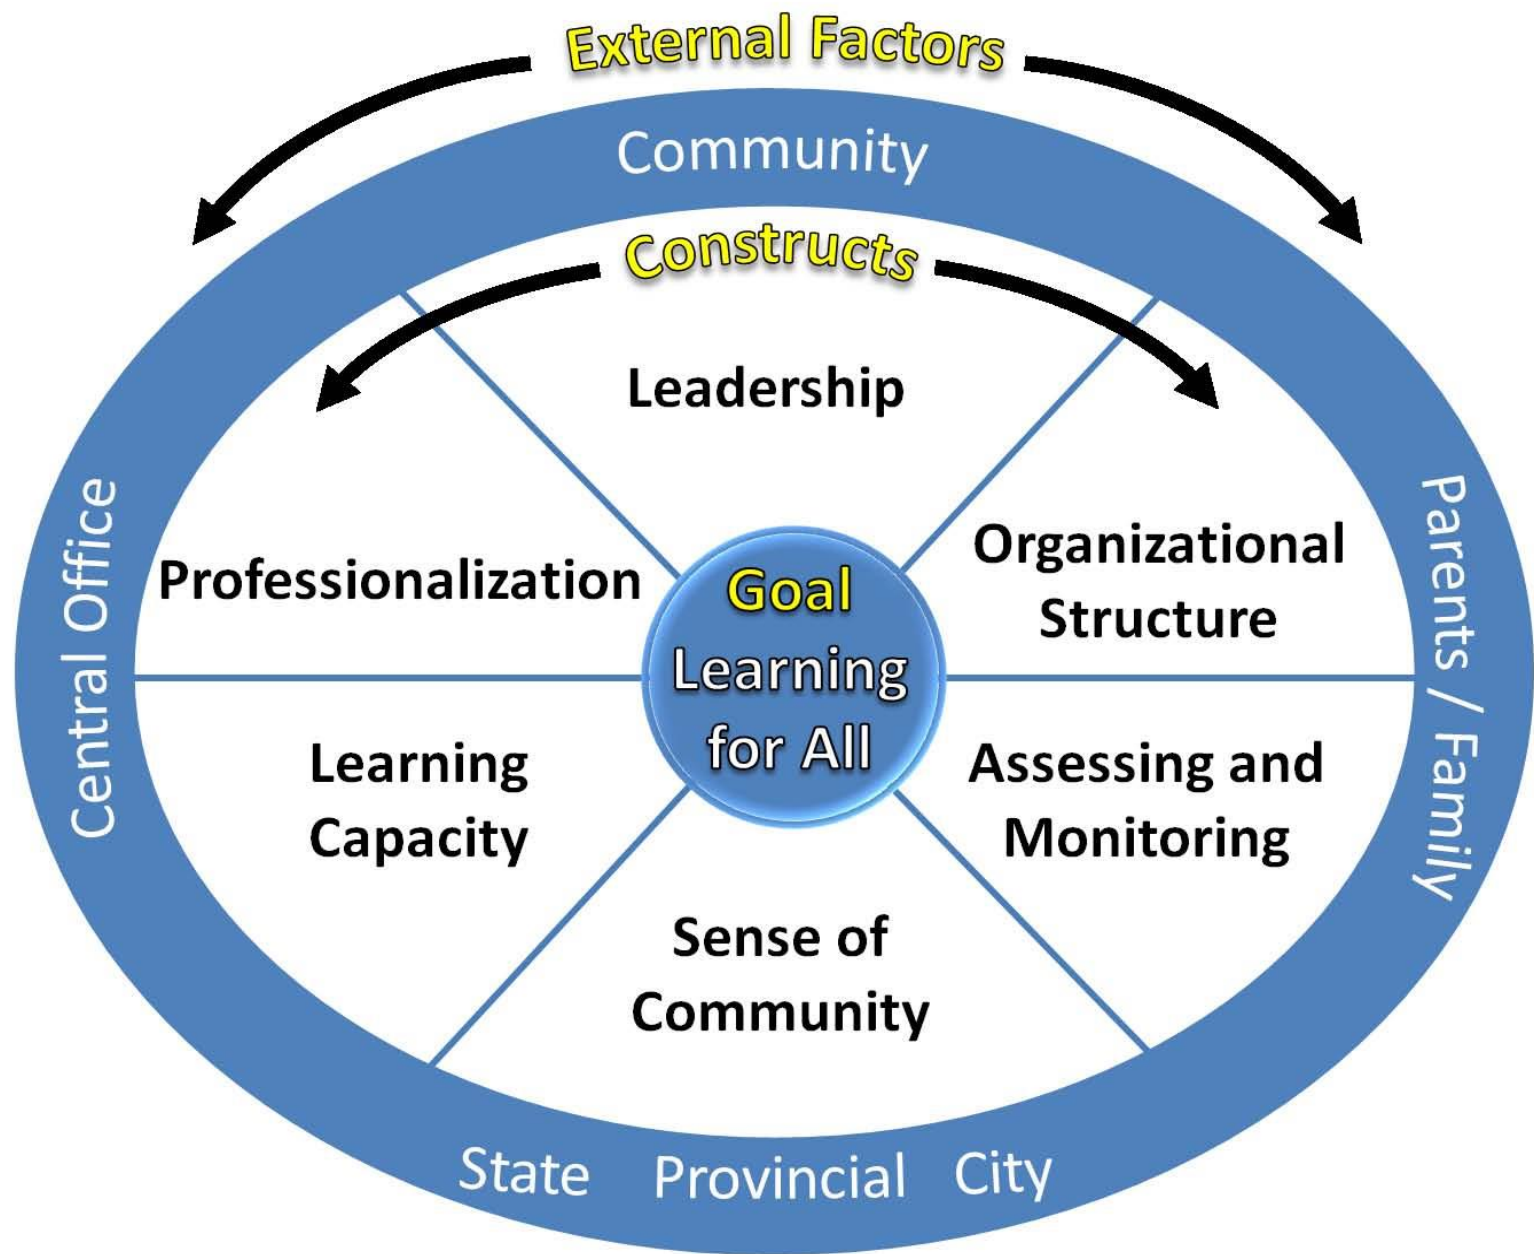 External Factors
Community
Constructs
Leadership
Professionalization
Organizational
Structure
Goal
Learning
for All
Central Office
Parents / Family
Learning
Capacity
Assessing and
Monitoring
Sense of
Community
State Provincial City